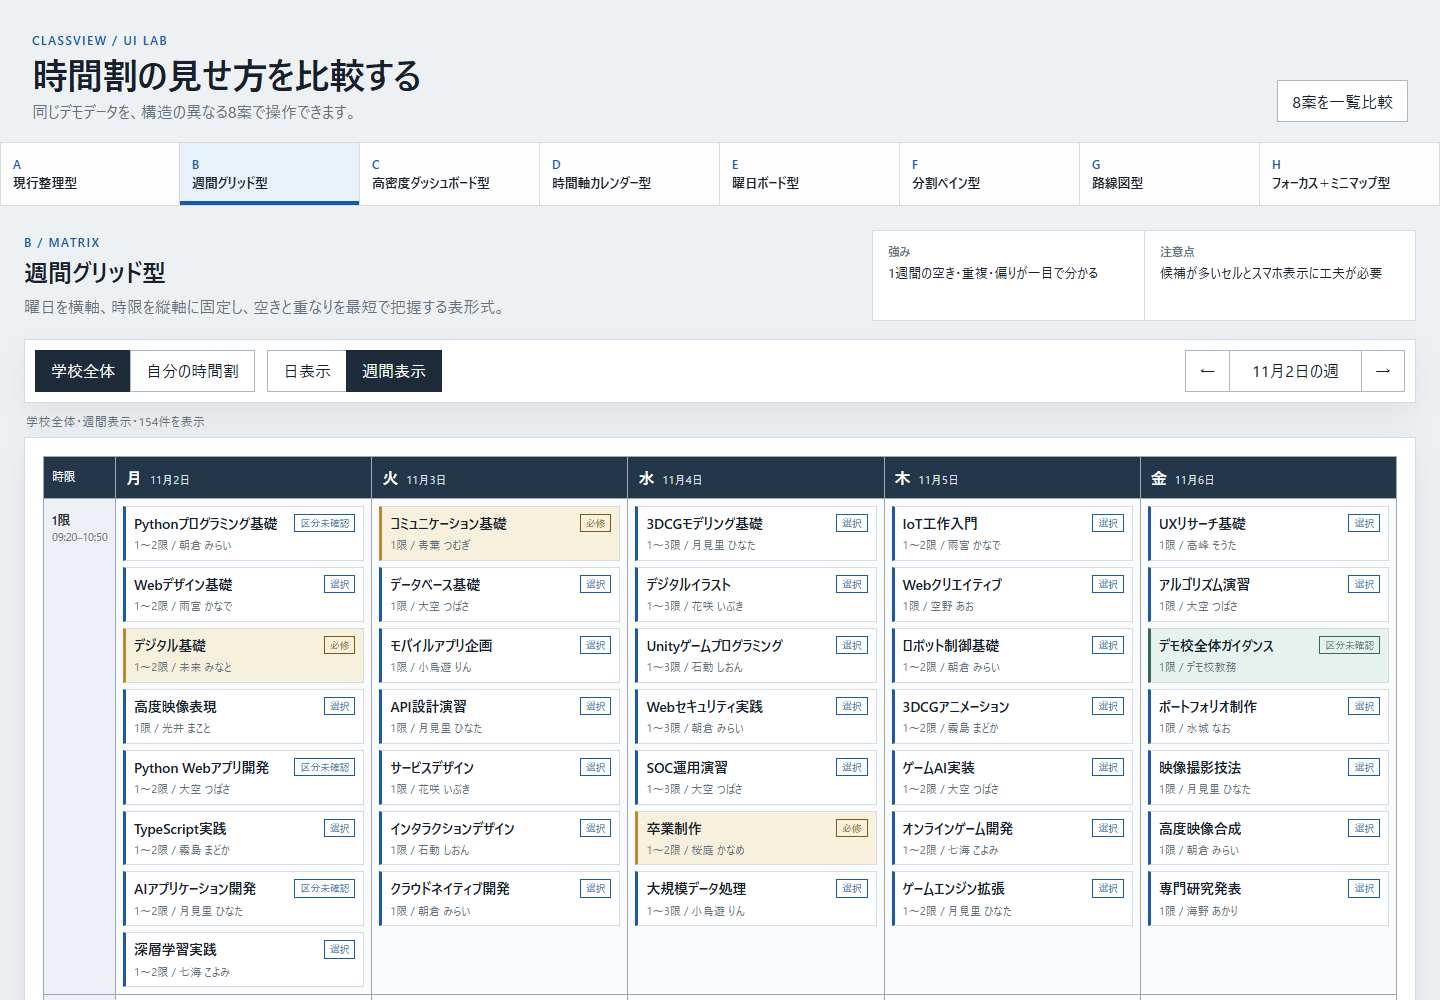 CLASSVIEW / UI LAB
時間割の見せ方を比較する
同じデモデータを、構造の異なる8案で操作できます。
8案を一覧比較
A
現行整理型
B
週間グリッド型
C
高密度ダッシュボード型
D
時間軸カレンダー型
E
曜日ボード型
F
分割ペイン型
G
路線図型
H
フォーカス＋ミニマップ型
B / MATRIX
週間グリッド型
曜日を横軸、時限を縦軸に固定し、空きと重なりを最短で把握する表形式。
強み
1週間の空き・重複・偏りが一目で分かる
注意点
候補が多いセルとスマホ表示に工夫が必要
学校全体
自分の時間割
日表示
週間表示
←
11月2日の週
→
学校全体・週間表示・154件を表示
時限
月 11月2日
火 11月3日
水 11月4日
木 11月5日
金 11月6日
1限
09:20–10:50
Pythonプログラミング基礎 区分未確認
1〜2限 / 朝倉 みらい
Webデザイン基礎 選択
1〜2限 / 雨宮 かなで
デジタル基礎 必修
1〜2限 / 未来 みなと
高度映像表現 選択
1限 / 光井 まこと
Python Webアプリ開発 区分未確認
1〜2限 / 大空 つばさ
TypeScript実践 選択
1〜2限 / 霧島 まどか
AIアプリケーション開発 区分未確認
1〜2限 / 月見里 ひなた
深層学習実践 選択
1〜2限 / 七海 こよみ
コミュニケーション基礎 必修
1限 / 青葉 つむぎ
データベース基礎 選択
1限 / 大空 つばさ
モバイルアプリ企画 選択
1限 / 小鳥遊 りん
API設計演習 選択
1限 / 月見里 ひなた
サービスデザイン 選択
1限 / 花咲 いぶき
インタラクションデザイン 選択
1限 / 石動 しおん
クラウドネイティブ開発 選択
1限 / 朝倉 みらい
3DCGモデリング基礎 選択
1〜3限 / 月見里 ひなた
デジタルイラスト 選択
1〜3限 / 花咲 いぶき
Unityゲームプログラミング 選択
1〜3限 / 石動 しおん
Webセキュリティ実践 選択
1〜3限 / 朝倉 みらい
SOC運用演習 選択
1〜3限 / 大空 つばさ
卒業制作 必修
1〜2限 / 桜庭 かなめ
大規模データ処理 選択
1〜3限 / 小鳥遊 りん
IoT工作入門 選択
1〜2限 / 雨宮 かなで
Webクリエイティブ 選択
1限 / 空野 あお
ロボット制御基礎 選択
1〜2限 / 朝倉 みらい
3DCGアニメーション 選択
1〜2限 / 霧島 まどか
ゲームAI実装 選択
1〜2限 / 大空 つばさ
オンラインゲーム開発 選択
1〜2限 / 七海 こよみ
ゲームエンジン拡張 選択
1〜2限 / 月見里 ひなた
UXリサーチ基礎 選択
1限 / 高峰 そうた
アルゴリズム演習 選択
1限 / 大空 つばさ
デモ校全体ガイダンス 区分未確認
1限 / デモ校教務
ポートフォリオ制作 選択
1限 / 水城 なお
映像撮影技法 選択
1限 / 月見里 ひなた
高度映像合成 選択
1限 / 朝倉 みらい
専門研究発表 選択
1限 / 海野 あかり